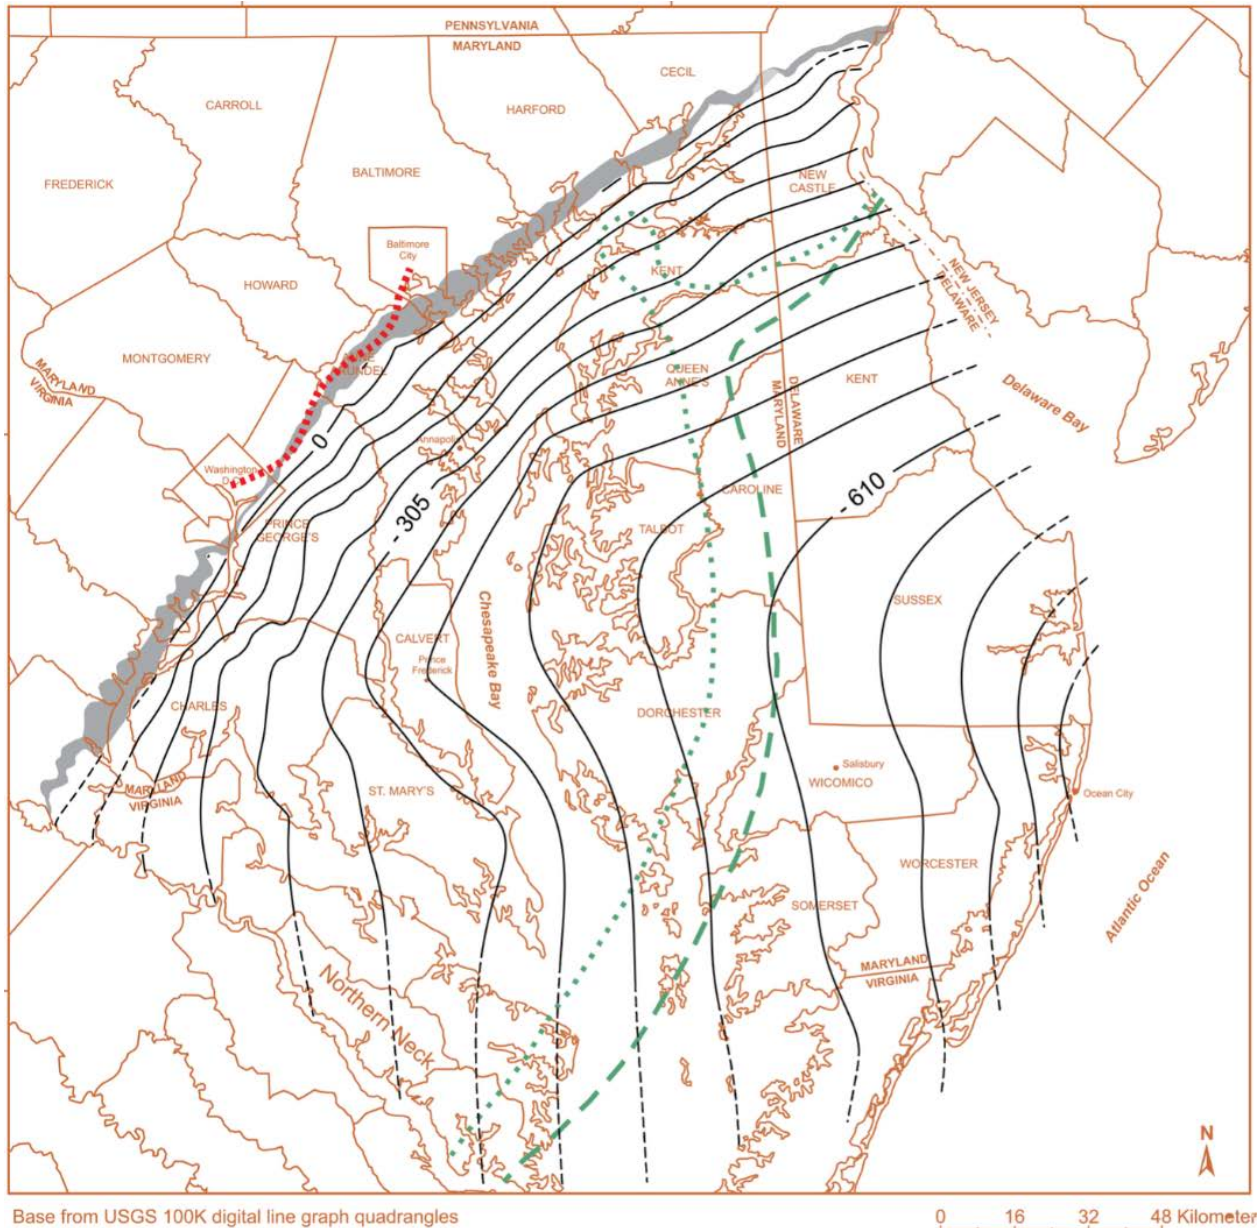 PENNSYLVANIA
MARYLAND
CECIL
CARROLL
HARFORD
BALTIMORE
FREDERICK
NEW
CASTLE
Baltimore
City
KENT
HOWARD
NEW JERSEY
DELAWARE
MONTGOMERY
MARYLAND
VIRGINIA
QUEEN
ANNE'S
KENT
DELAWARE
MARYLAND
Delaware Bay
0
Annapolis
Washington
CAROLINE
- 610
- 305
PRINCE
GEORGE'S
TALBOT
SUSSEX
Chesapeake Bay
CALVERT
Prince
Frederick
CHARLES
DORCHESTER
Salisbury
WICOMICO
MARYLAND
VIRGINIA
ST. MARY'S
Ocean City
WORCESTER
SOMERSET
Atlantic Ocean
MARYLAND
VIRGINIA
Northern Neck
N
Base from USGS 100K digital line graph quadrangles
0 16 32 48 Kilometer